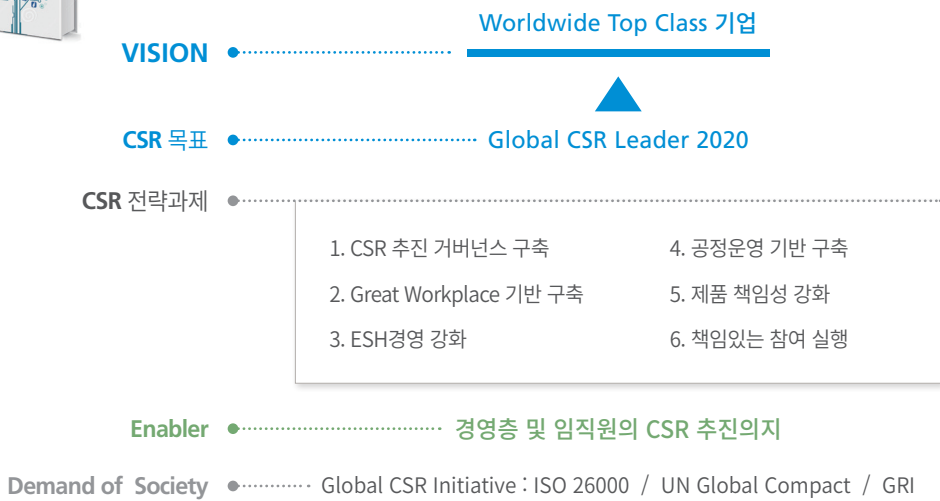 Worldwide Top Class 기업
VISION
CSR 목표
Global CSR Leader 2020
CSR 전략과제
1. CSR 추진 거버넌스 구축
2. Great Workplace 기반 구축
3. ESH경영 강화
4. 공정운영 기반 구축
5. 제품 책임성 강화
6. 책임있는 참여 실행
Enabler
경영층 및 임직원의 CSR 추진의지
Demand of Society
Global CSR Initiative : ISO 26000 / UN Global Compact / GRI